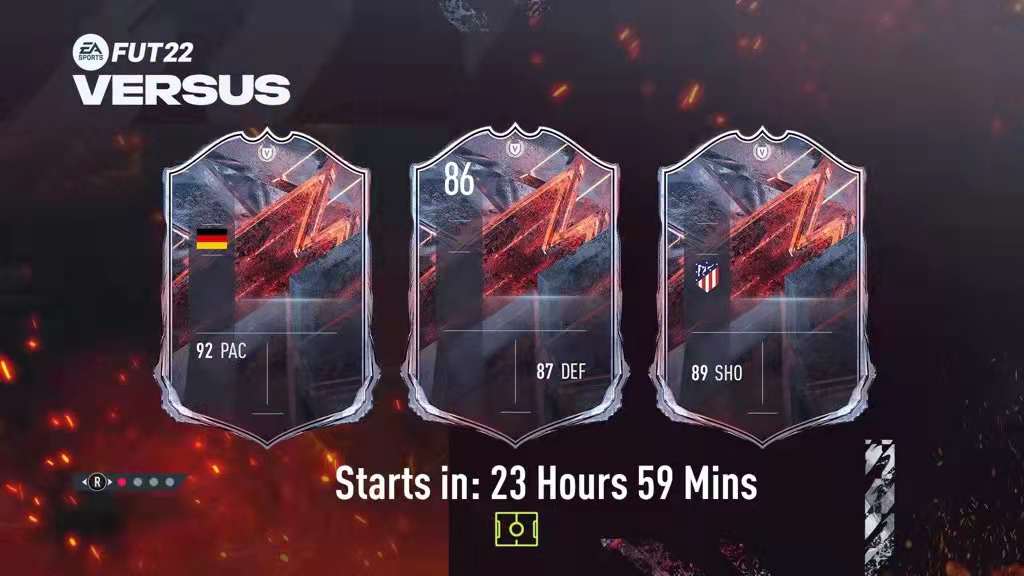 EA SPORTS FUT22
VERSUS
V V V
86
92 PAC
87 DEF
89 SHO
R
Starts in: 23 Hours 59 Mins